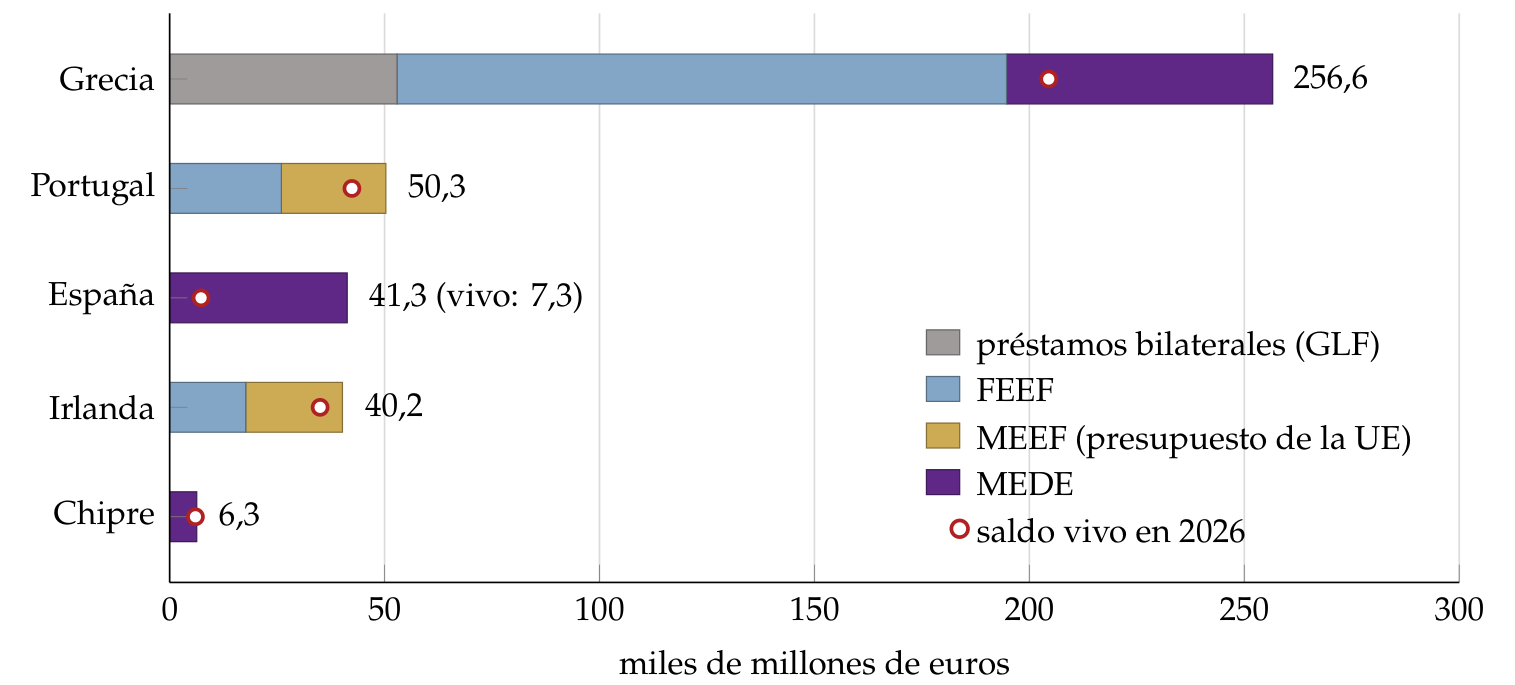 Grecia
256,6
Portugal
50,3
España
41,3 (vivo: 7,3)
Irlanda
40,2
Chipre
6,3
préstamos bilaterales (GLF)
FEEF
MEEF (presupuesto de la UE)
MEDE
saldo vivo en 2026
0 50 100 150 200 250 300
miles de millones de euros